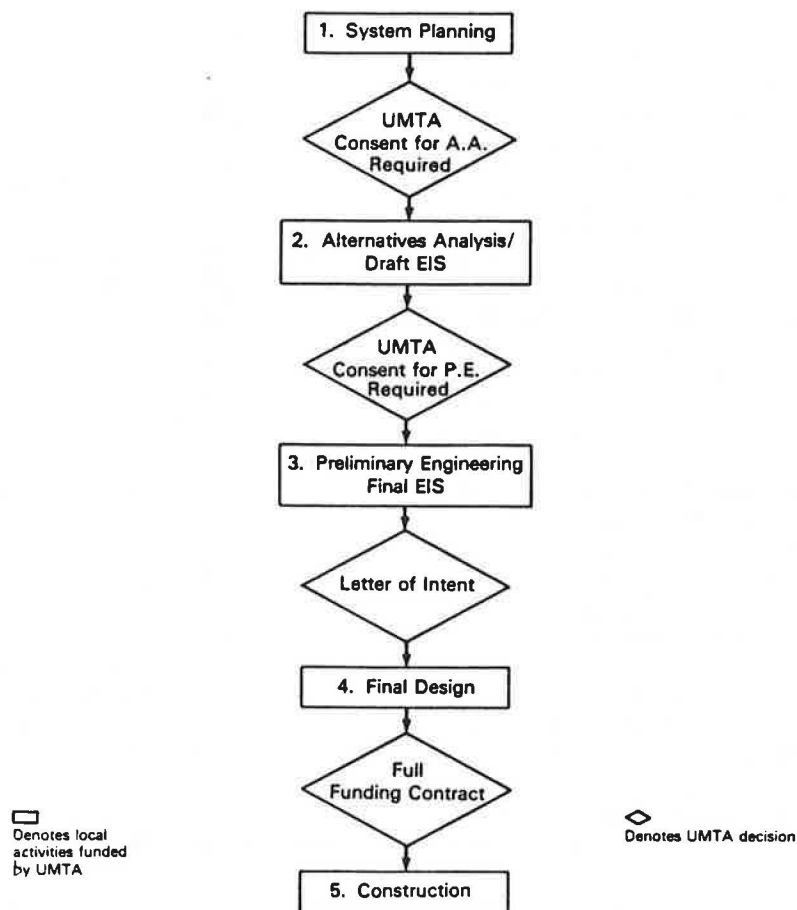 1. System Planning
UMTA
Consent for A.A.
Required
2. Alternatives Analysis/
Draft EIS
UMTA
Consent for P.E.
Required
3. Preliminary Engineering
Final EIS
Letter of Intent
4. Final Design
Full
Funding Contract
Denotes local
activities funded
by UMTA
Denotes UMTA decision
5. Construction